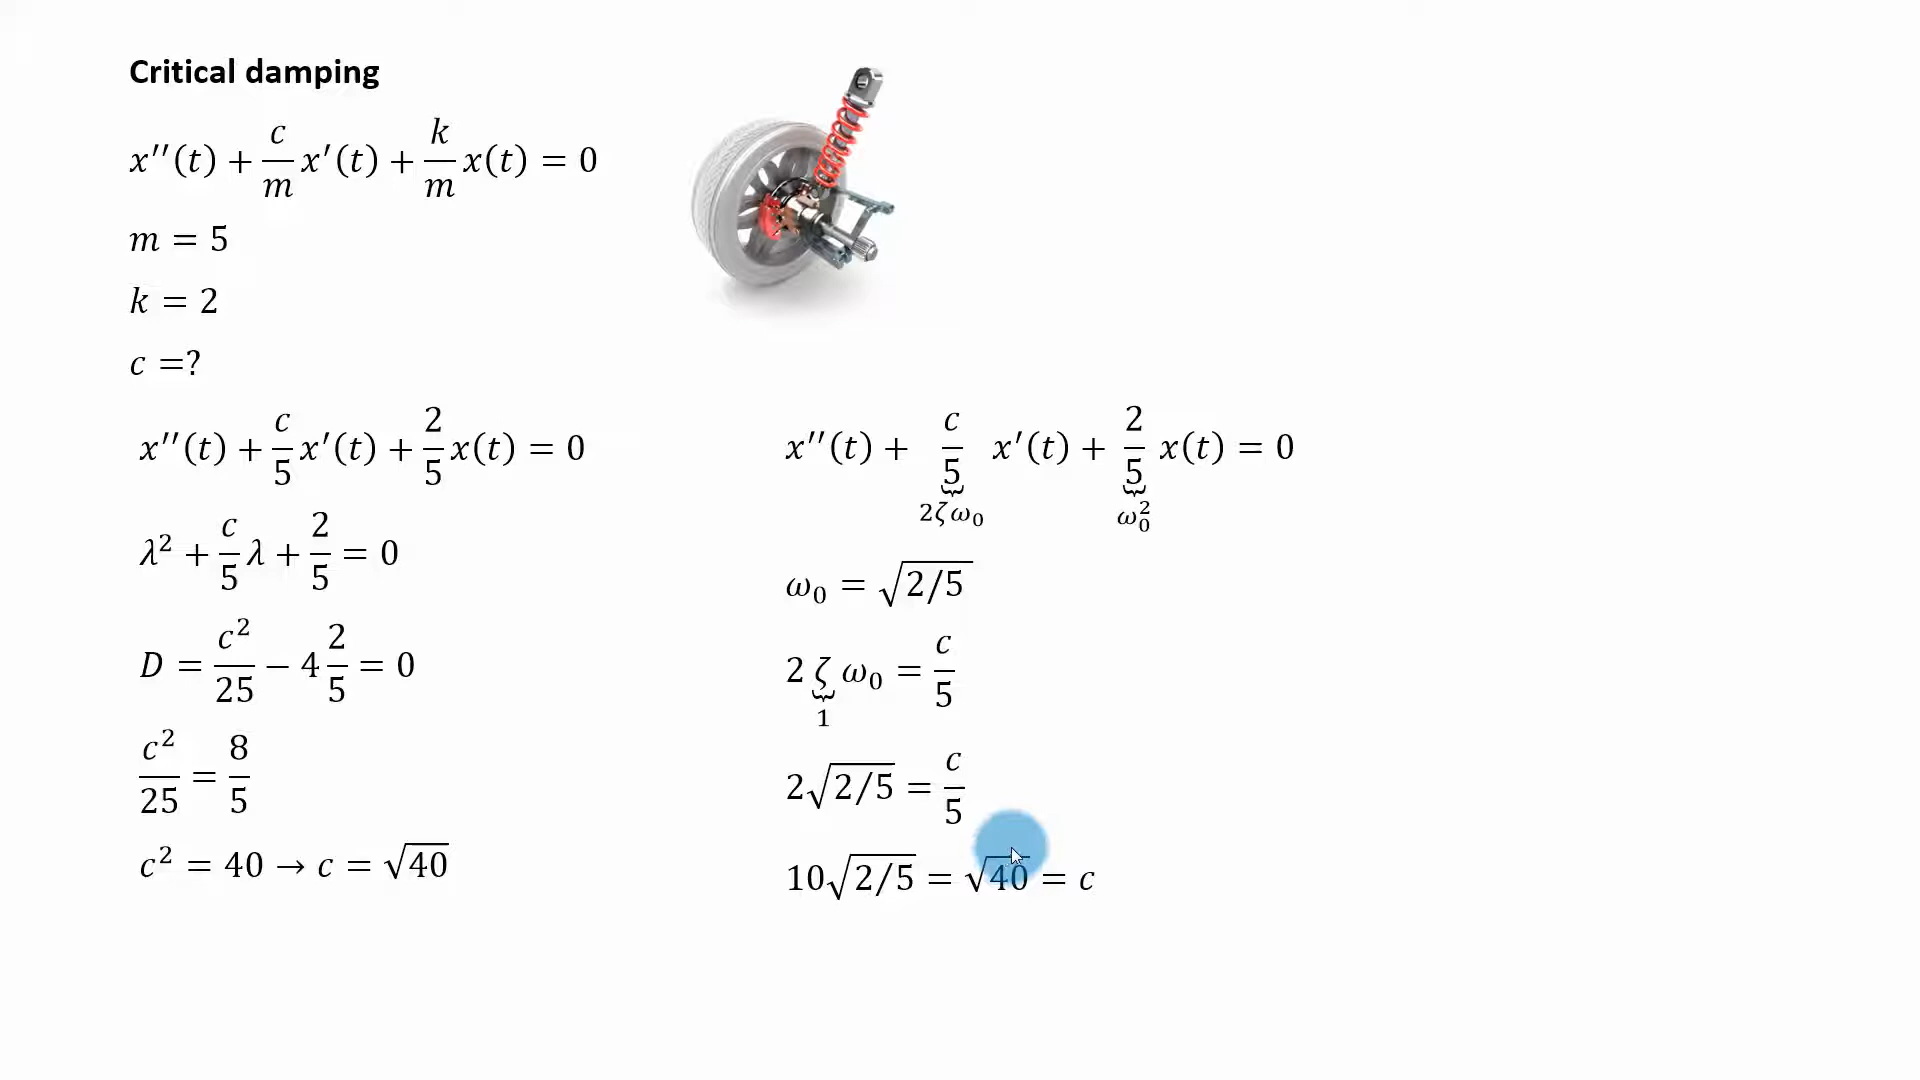 Critical damping
x′′(t) + c/m x′(t) + k/m x(t) = 0
m = 5
k = 2
c =?
x′′(t) + c/5 x′(t) + 2/5 x(t) = 0
λ² + c/5 λ + 2/5 = 0
D = c²/25 − 4 2/5 = 0
c²/25 = 8/5
c² = 40 → c = √40
x′′(t) + c/5 x′(t) + 2/5 x(t) = 0
2ζω₀ ω₀²
ω₀ = √2/5
2 ζ ω₀ = c/5
1
2√2/5 = c/5
10√2/5 = √40 = c